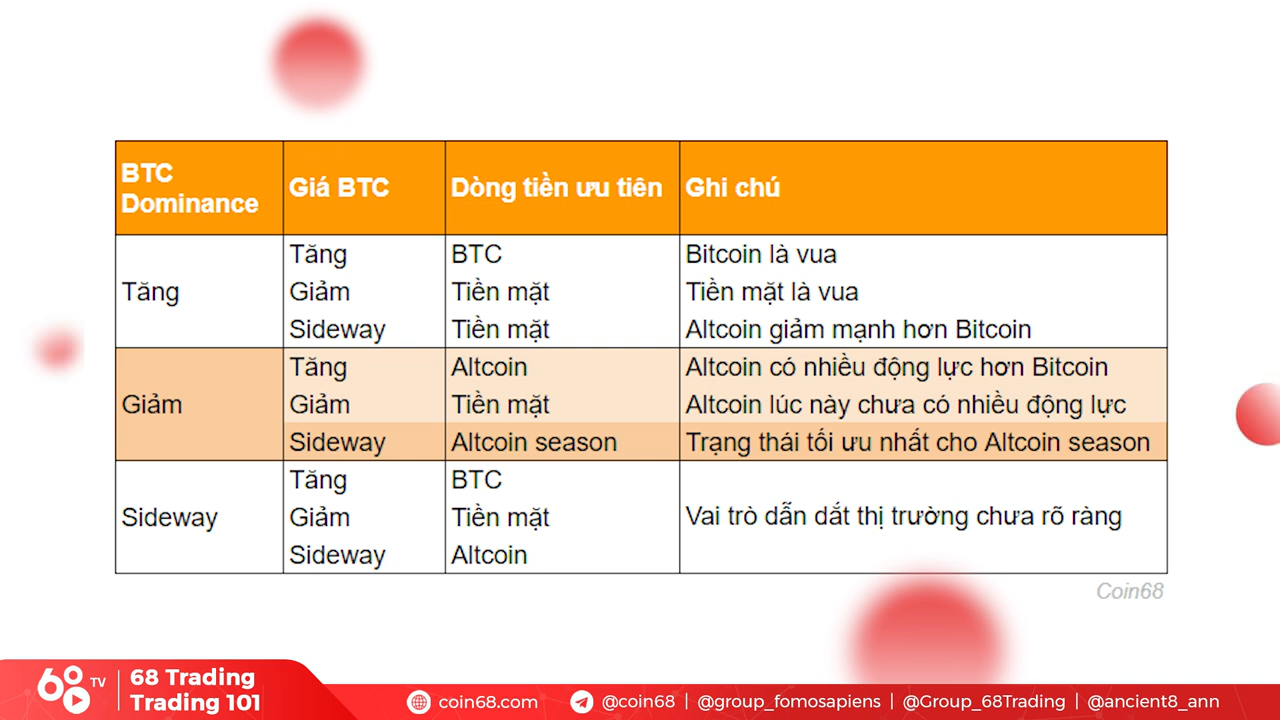 BTC Dominance Giá BTC Dòng tiền ưu tiên Ghi chú
Tăng
Tăng BTC Bitcoin là vua
Giảm Tiền mặt Tiền mặt là vua
Sideway Tiền mặt Altcoin giảm mạnh hơn Bitcoin
Giảm
Tăng Altcoin Altcoin có nhiều động lực hơn Bitcoin
Giảm Tiền mặt Altcoin lúc này chưa có nhiều động lực
Sideway Altcoin season Trạng thái tối ưu nhất cho Altcoin season
Sideway
Tăng BTC
Giảm Tiền mặt Vai trò dẫn dắt thị trường chưa rõ ràng
Sideway Altcoin
Coin68
68 TV
68 Trading
Trading 101
coin68.com @coin68 | @group_fomosapiens | @Group_68Trading | @ancient8_ann